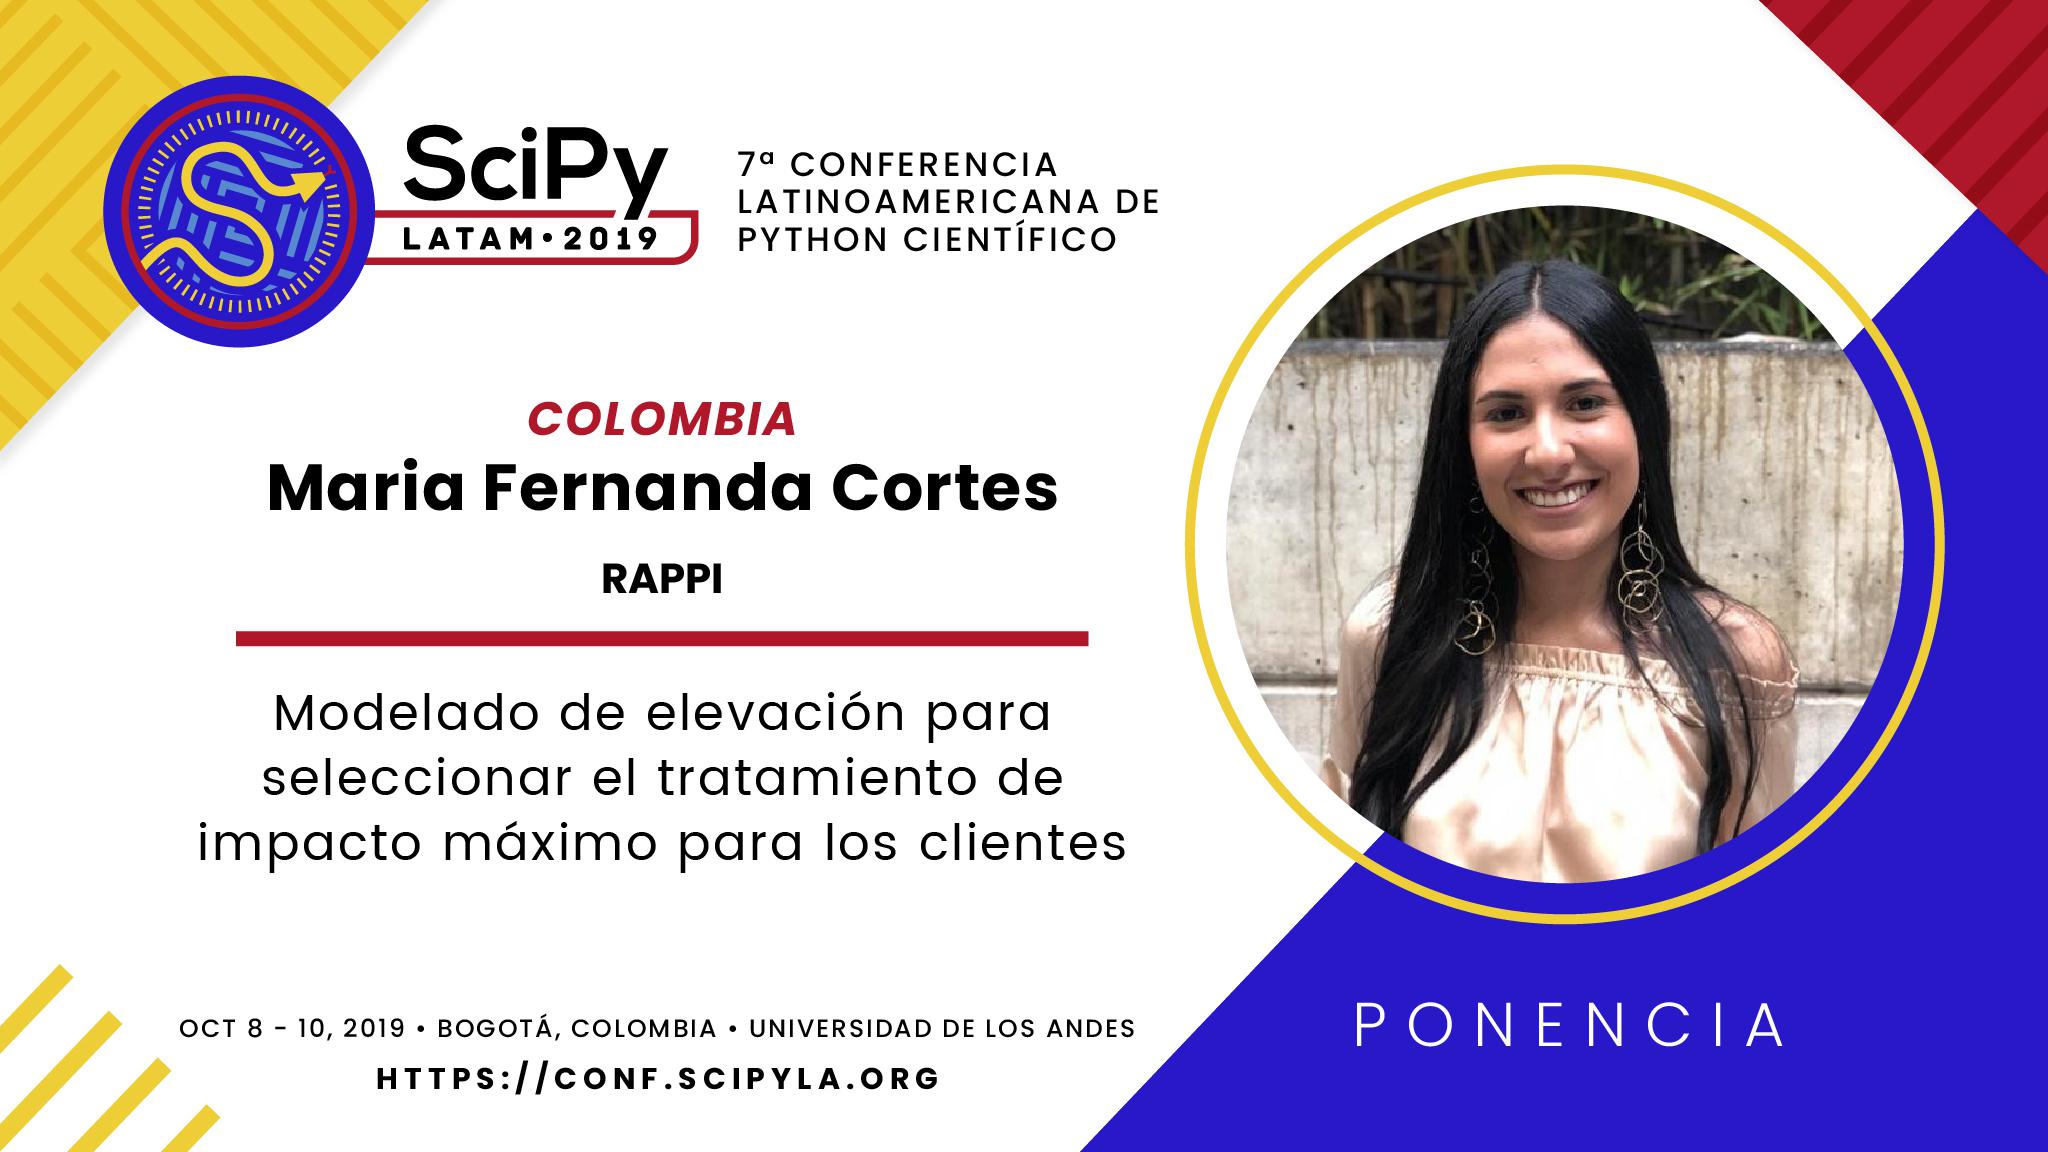 SciPy
LATAM • 2019
7ª CONFERENCIA
LATINOAMERICANA DE
PYTHON CIENTÍFICO
COLOMBIA
Maria Fernanda Cortes
RAPPI
Modelado de elevación para
seleccionar el tratamiento de
impacto máximo para los clientes
OCT 8 - 10, 2019 • BOGOTÁ, COLOMBIA • UNIVERSIDAD DE LOS ANDES
HTTPS://CONF.SCIPYLA.ORG
PONENCIA